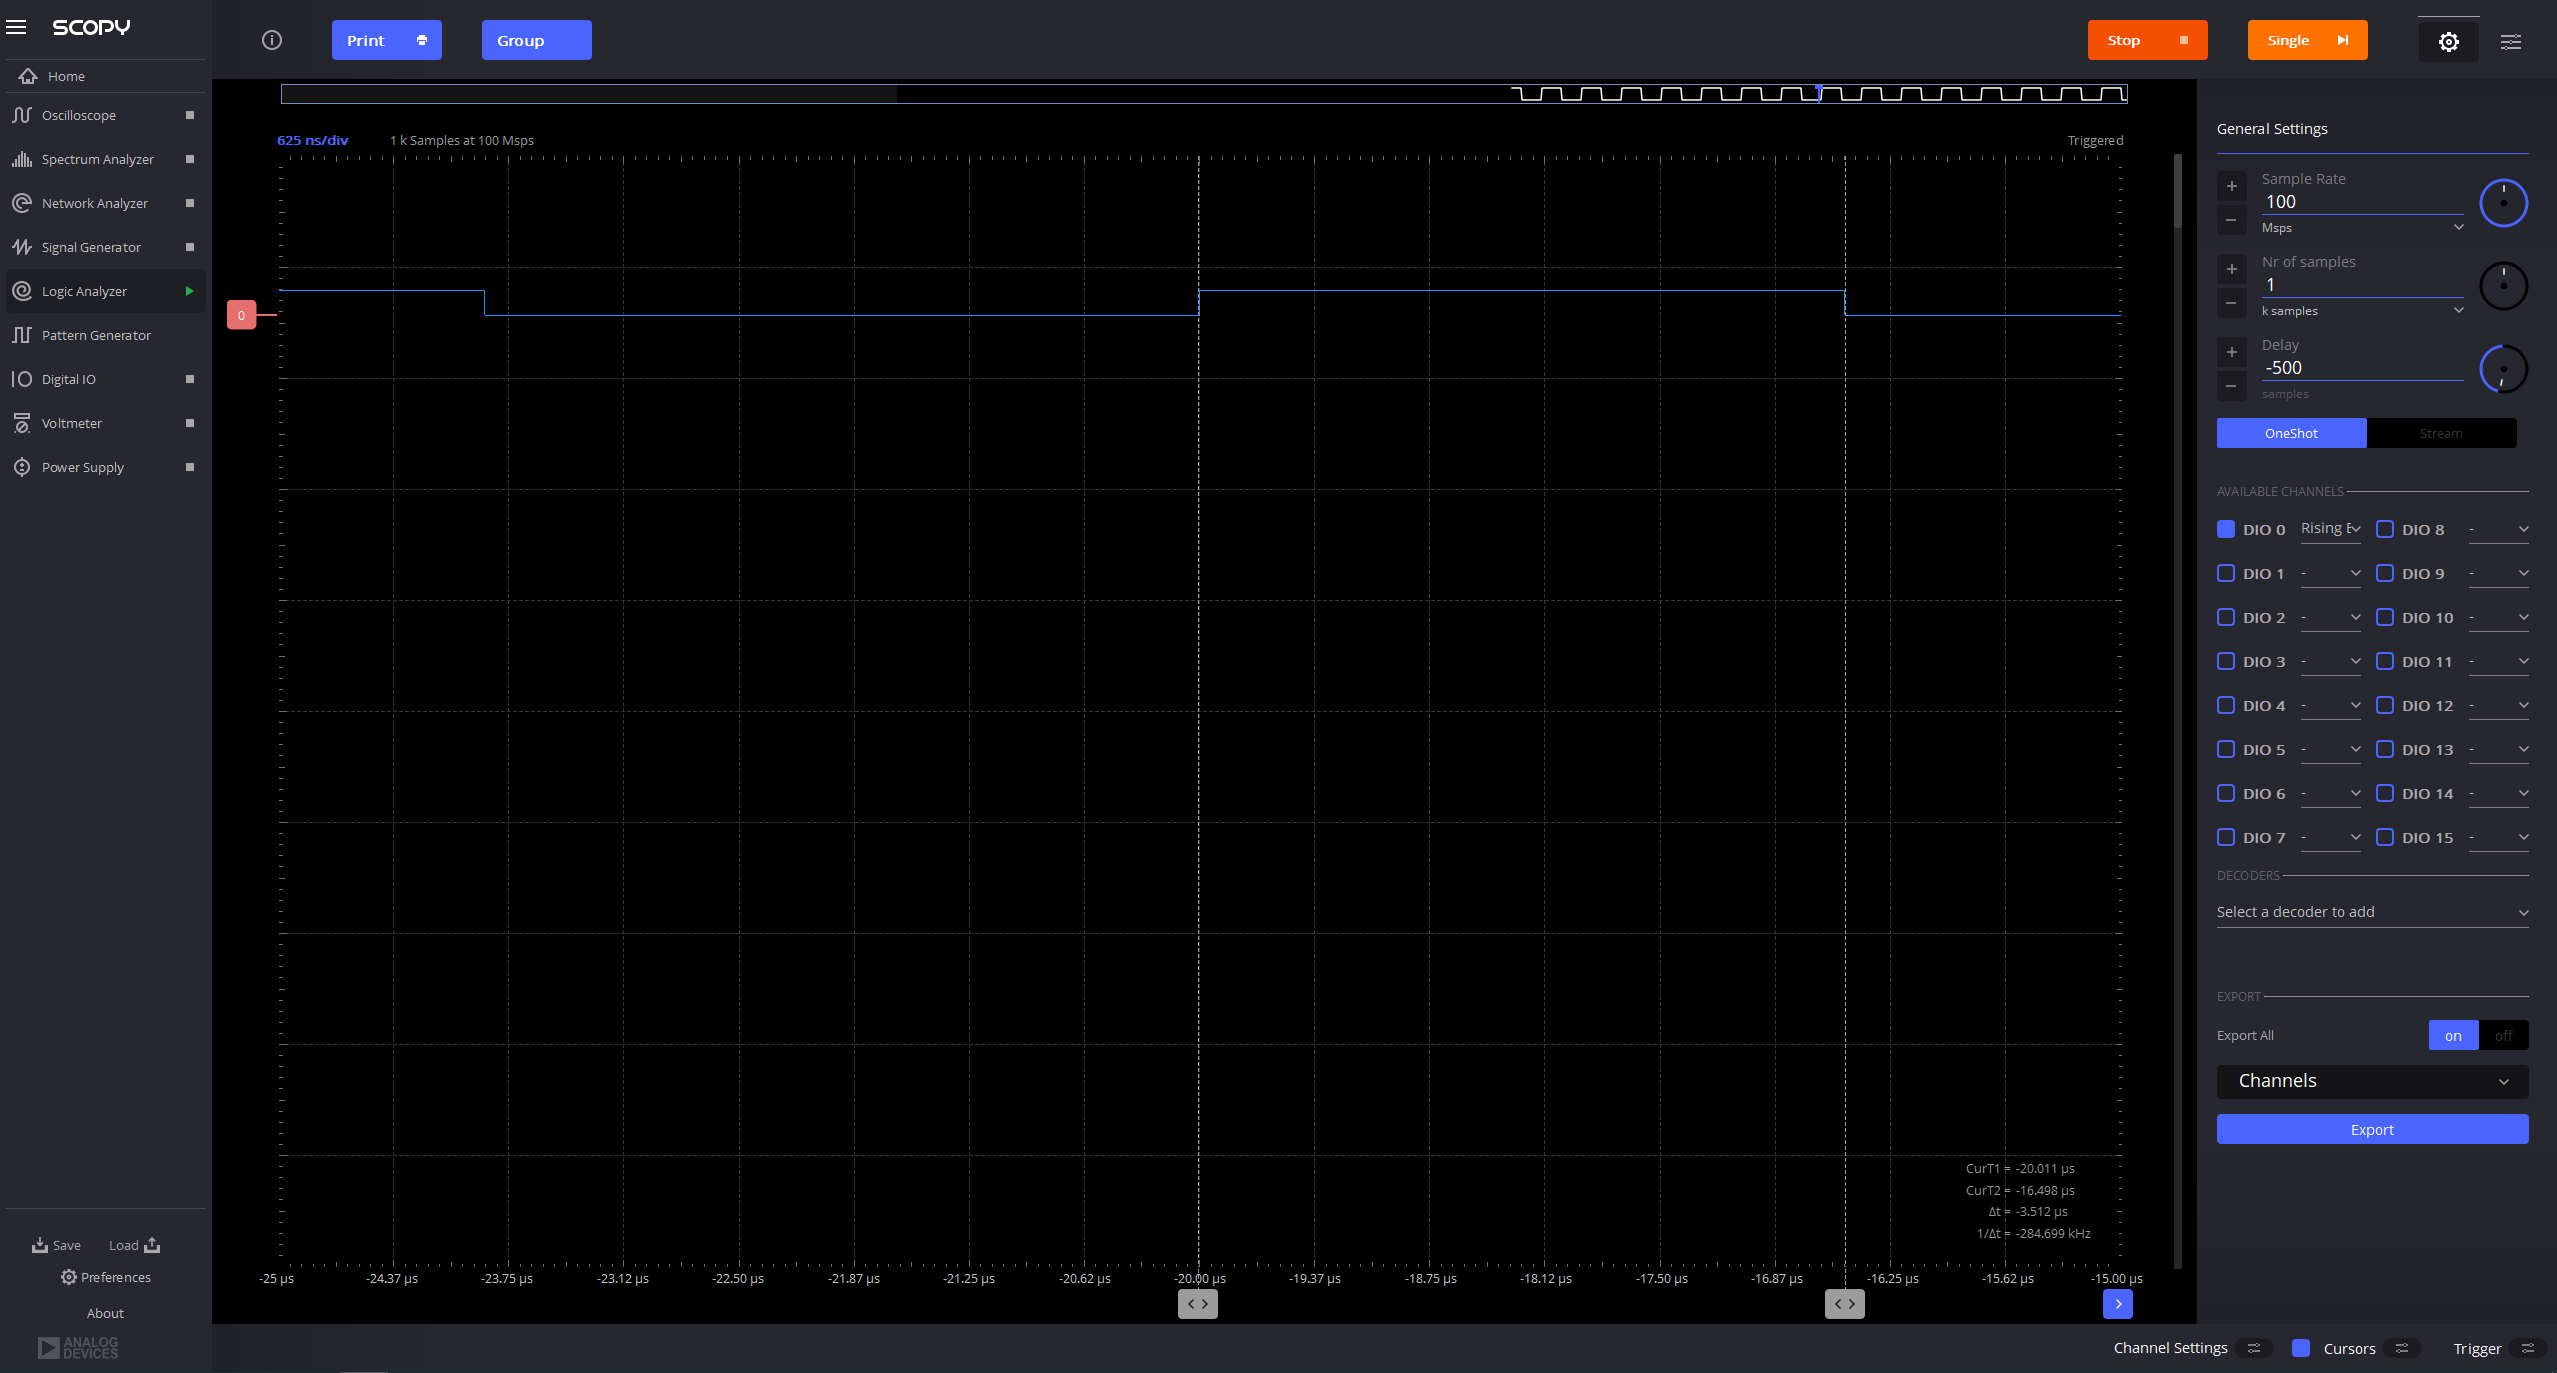 SCOPY
Print
Group
Stop
Single
Home
Oscilloscope
Spectrum Analyzer
Network Analyzer
Signal Generator
Logic Analyzer
Pattern Generator
Digital IO
Voltmeter
Power Supply
Save
Load
Preferences
About
ANALOG
DEVICES
625 ns/div
1 k Samples at 100 Msps
Triggered
0
CurT1 = -20.011 µs
CurT2 = -16.498 µs
Δt = -3.512 µs
1/Δt = -284.699 kHz
-25 µs -24.37 µs -23.75 µs -23.12 µs -22.50 µs -21.87 µs -21.25 µs -20.62 µs -20.00 µs -19.37 µs -18.75 µs -18.12 µs -17.50 µs -16.87 µs -16.25 µs -15.62 µs -15.00 µs
General Settings
Sample Rate
100
Msps
Nr of samples
1
k samples
Delay
-500
samples
OneShot Stream
AVAILABLE CHANNELS
DIO 0 Rising E DIO 8 -
DIO 1 - DIO 9 -
DIO 2 - DIO 10 -
DIO 3 - DIO 11 -
DIO 4 - DIO 12 -
DIO 5 - DIO 13 -
DIO 6 - DIO 14 -
DIO 7 - DIO 15 -
DECODERS
Select a decoder to add
EXPORT
Export All on off
Channels
Export
Channel Settings Cursors Trigger